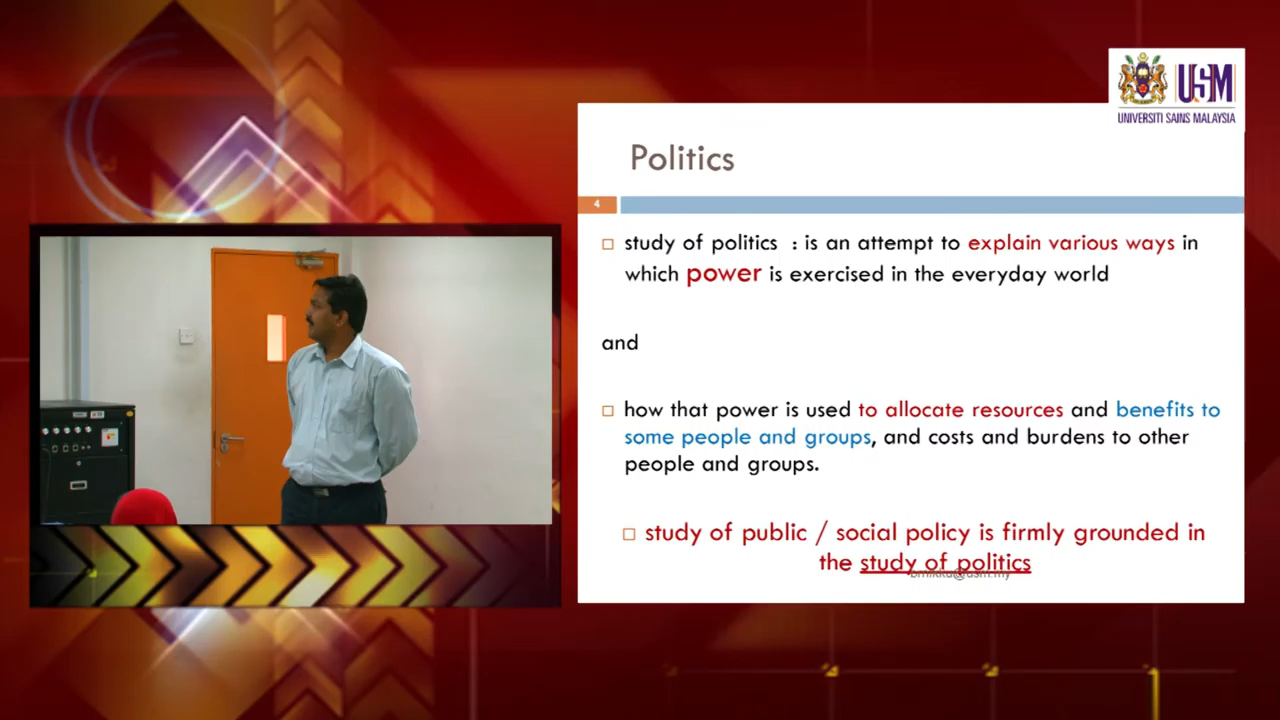 USM
UNIVERSITI SAINS MALAYSIA
Politics
4
study of politics : is an attempt to explain various ways in
which power is exercised in the everyday world
and
how that power is used to allocate resources and benefits to
some people and groups, and costs and burdens to other
people and groups.
study of public / social policy is firmly grounded in
the study of politics